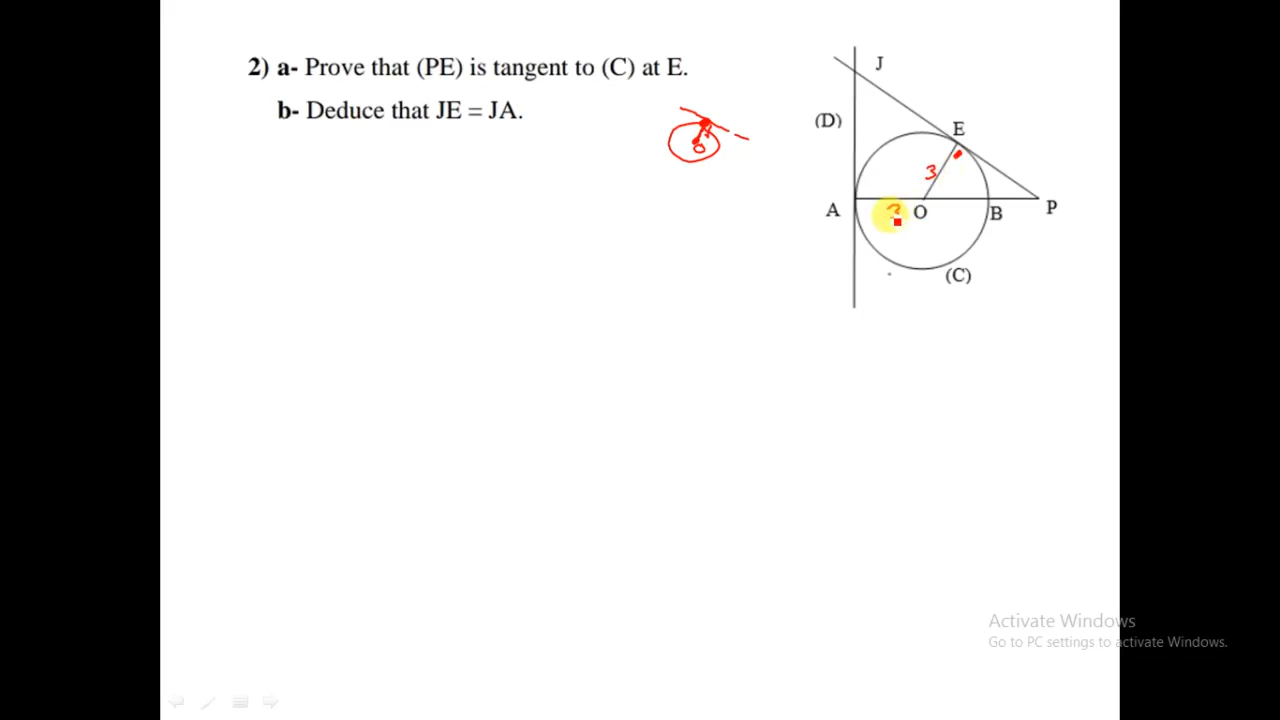 2) a- Prove that (PE) is tangent to (C) at E.
b- Deduce that JE = JA.
J
(D)
E
3
A
O
B
P
(C)
O
Activate Windows
Go to PC settings to activate Windows.